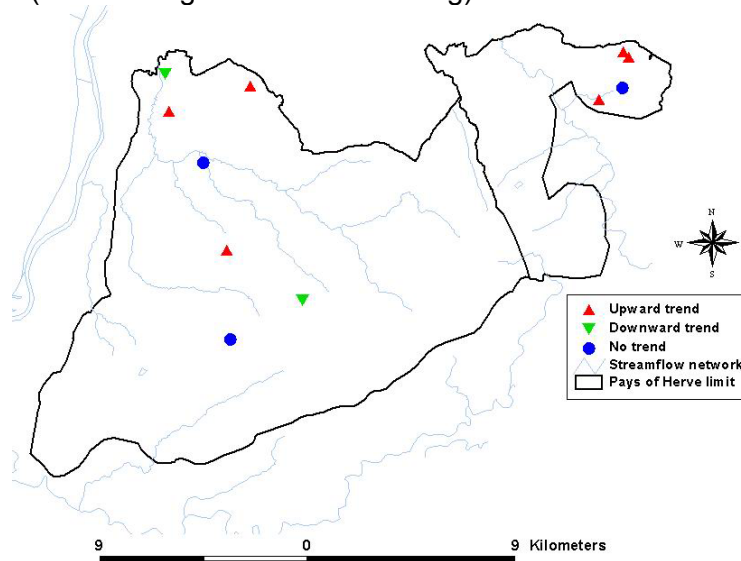 N
W
S
Upward trend
Downward trend
No trend
Streamflow network
Pays of Herve limit
9 0 9 Kilometers